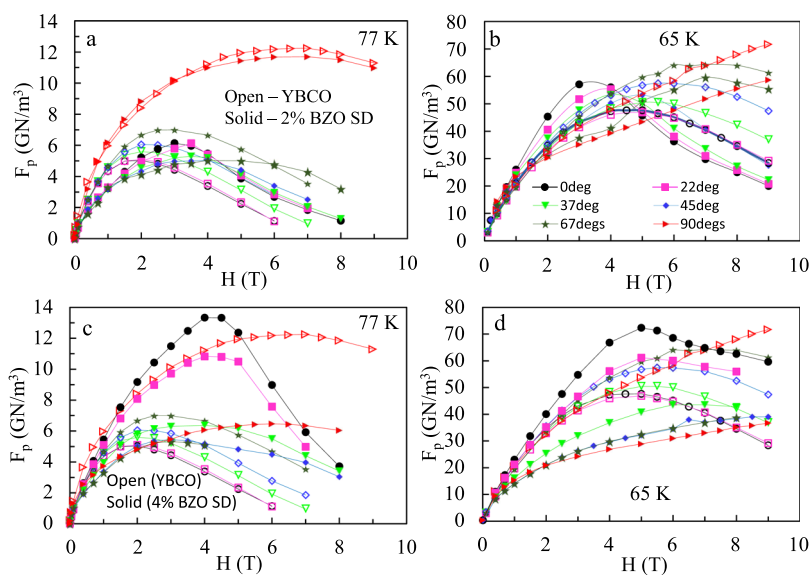 a
77 K
Open – YBCO
Solid – 2% BZO SD
Fp (GN/m³)
14
12
10
8
6
4
2
0
0 2 4 6 8 10
H (T)
b
65 K
Fp (GN/m³)
80
70
60
50
40
30
20
10
0
0deg
22deg
37deg
45deg
67degs
90degs
0 2 4 6 8 10
H (T)
c
77 K
Open (YBCO)
Solid (4% BZO SD)
Fp (GN/m³)
14
12
10
8
6
4
2
0
0 2 4 6 8 10
H (T)
d
65 K
Fp (GN/m³)
80
70
60
50
40
30
20
10
0
0 2 4 6 8 10
H (T)